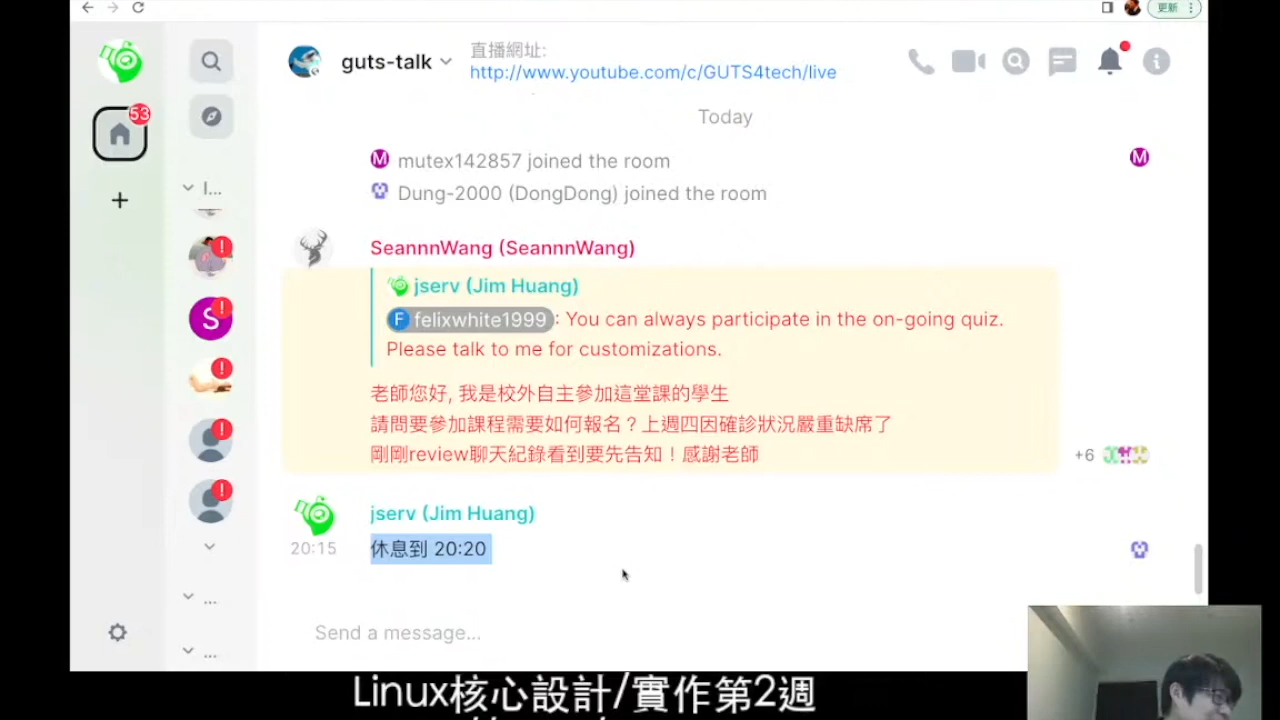 更新
guts-talk
直播網址:
http://www.youtube.com/c/GUTS4tech/live
53
Today
M mutex142857 joined the room
M
Dung-2000 (DongDong) joined the room
I...
SeannnWang (SeannnWang)
jserv (Jim Huang)
F felixwhite1999 : You can always participate in the on-going quiz.
Please talk to me for customizations.
S
老師您好, 我是校外自主參加這堂課的學生
請問要參加課程需要如何報名？上週四因確診狀況嚴重缺席了
剛剛review聊天紀錄看到要先告知！感謝老師
+6
jserv (Jim Huang)
20:15 休息到 20:20
...
Send a message...
...
Linux核心設計/實作第2週